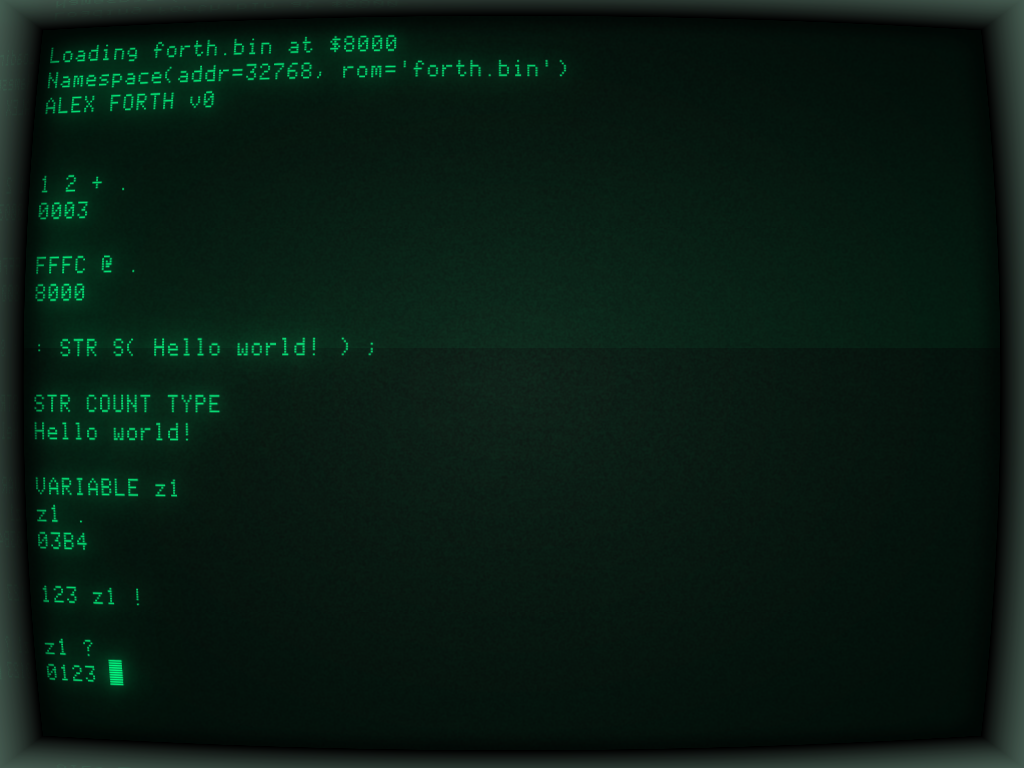 Loading forth.bin at $8000
Namespace(addr=32768, rom='forth.bin')
ALEX FORTH v0
1 2 + .
0003
FFFC @ .
8000
: STR S( Hello world! ) ;
STR COUNT TYPE
Hello world!
VARIABLE z1
z1 .
03B4
123 z1 !
z1 ?
0123